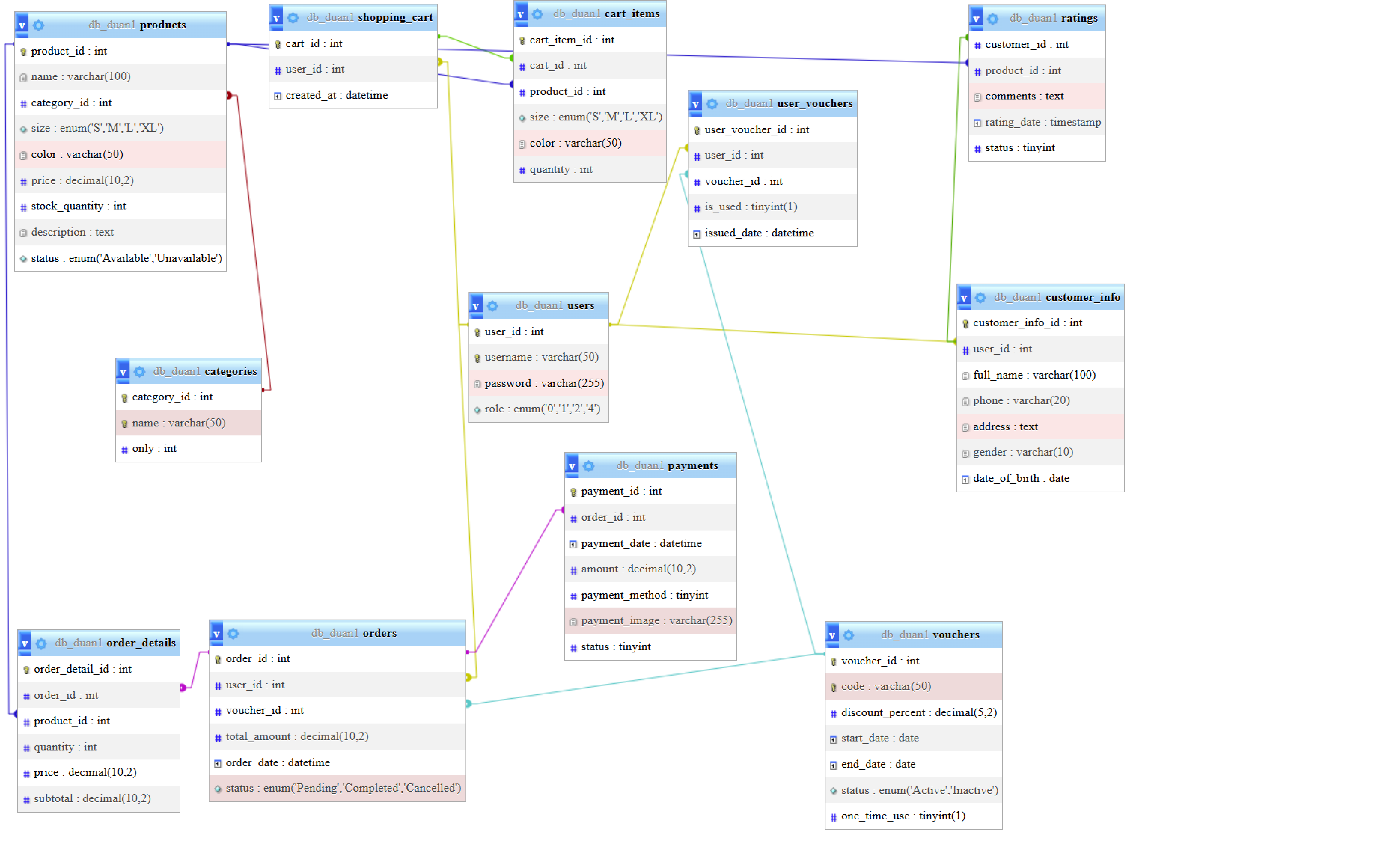 db_duan1 products
product_id : int
name : varchar(100)
category_id : int
size : enum('S','M','L','XL')
color : varchar(50)
price : decimal(10,2)
stock_quantity : int
description : text
status : enum('Available','Unavailable')
db_duan1 shopping_cart
cart_id : int
user_id : int
created_at : datetime
db_duan1 cart_items
cart_item_id : int
cart_id : int
product_id : int
size : enum('S','M','L','XL')
color : varchar(50)
quantity : int
db_duan1 ratings
customer_id : int
product_id : int
comments : text
rating_date : timestamp
status : tinyint
db_duan1 user_vouchers
user_voucher_id : int
user_id : int
voucher_id : int
is_used : tinyint(1)
issued_date : datetime
db_duan1 users
user_id : int
username : varchar(50)
password : varchar(255)
role : enum('0','1','2','4')
db_duan1 customer_info
customer_info_id : int
user_id : int
full_name : varchar(100)
phone : varchar(20)
address : text
gender : varchar(10)
date_of_birth : date
db_duan1 categories
category_id : int
name : varchar(50)
only : int
db_duan1 payments
payment_id : int
order_id : int
payment_date : datetime
amount : decimal(10,2)
payment_method : tinyint
payment_image : varchar(255)
status : tinyint
db_duan1 order_details
order_detail_id : int
order_id : int
product_id : int
quantity : int
price : decimal(10,2)
subtotal : decimal(10,2)
db_duan1 orders
order_id : int
user_id : int
voucher_id : int
total_amount : decimal(10,2)
order_date : datetime
status : enum('Pending','Completed','Cancelled')
db_duan1 vouchers
voucher_id : int
code : varchar(50)
discount_percent : decimal(5,2)
start_date : date
end_date : date
status : enum('Active','Inactive')
one_time_use : tinyint(1)